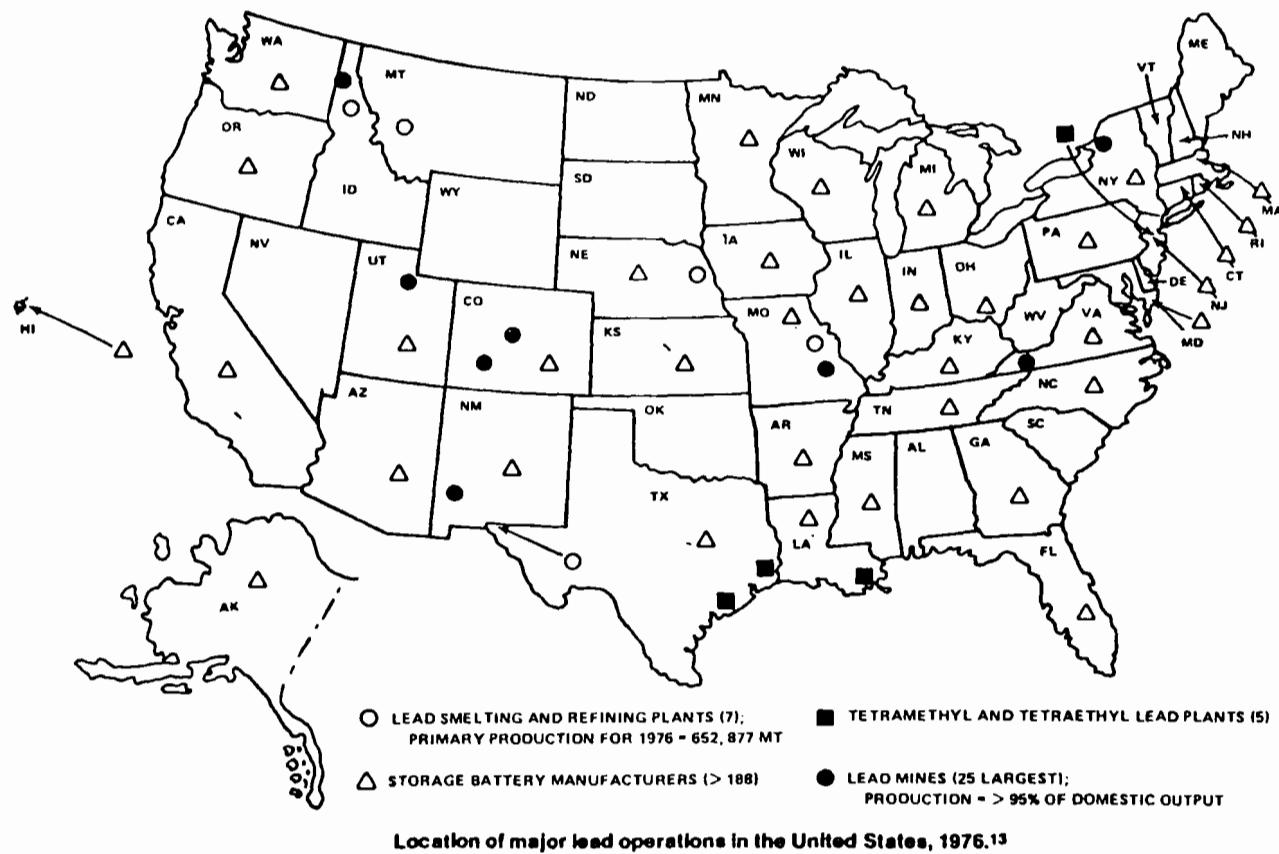 WA
MT
ND
MN
ME
VT
OR
NH
WI
MI
NY
ID
SD
WY
MA
CA
NV
IA
PA
RI
UT
NE
IL
IN
OH
CT
DE
NJ
CO
MO
WV
VA
HI
KS
KY
MD
AZ
NM
OK
TN
NC
AR
SC
MS
AL
GA
TX
LA
FL
AK
LEAD SMELTING AND REFINING PLANTS (7);
PRIMARY PRODUCTION FOR 1976 = 652, 877 MT
TETRAMETHYL AND TETRAETHYL LEAD PLANTS (5)
STORAGE BATTERY MANUFACTURERS (> 188)
LEAD MINES (25 LARGEST);
PRODUCTION = > 95% OF DOMESTIC OUTPUT
Location of major lead operations in the United States, 1976.13